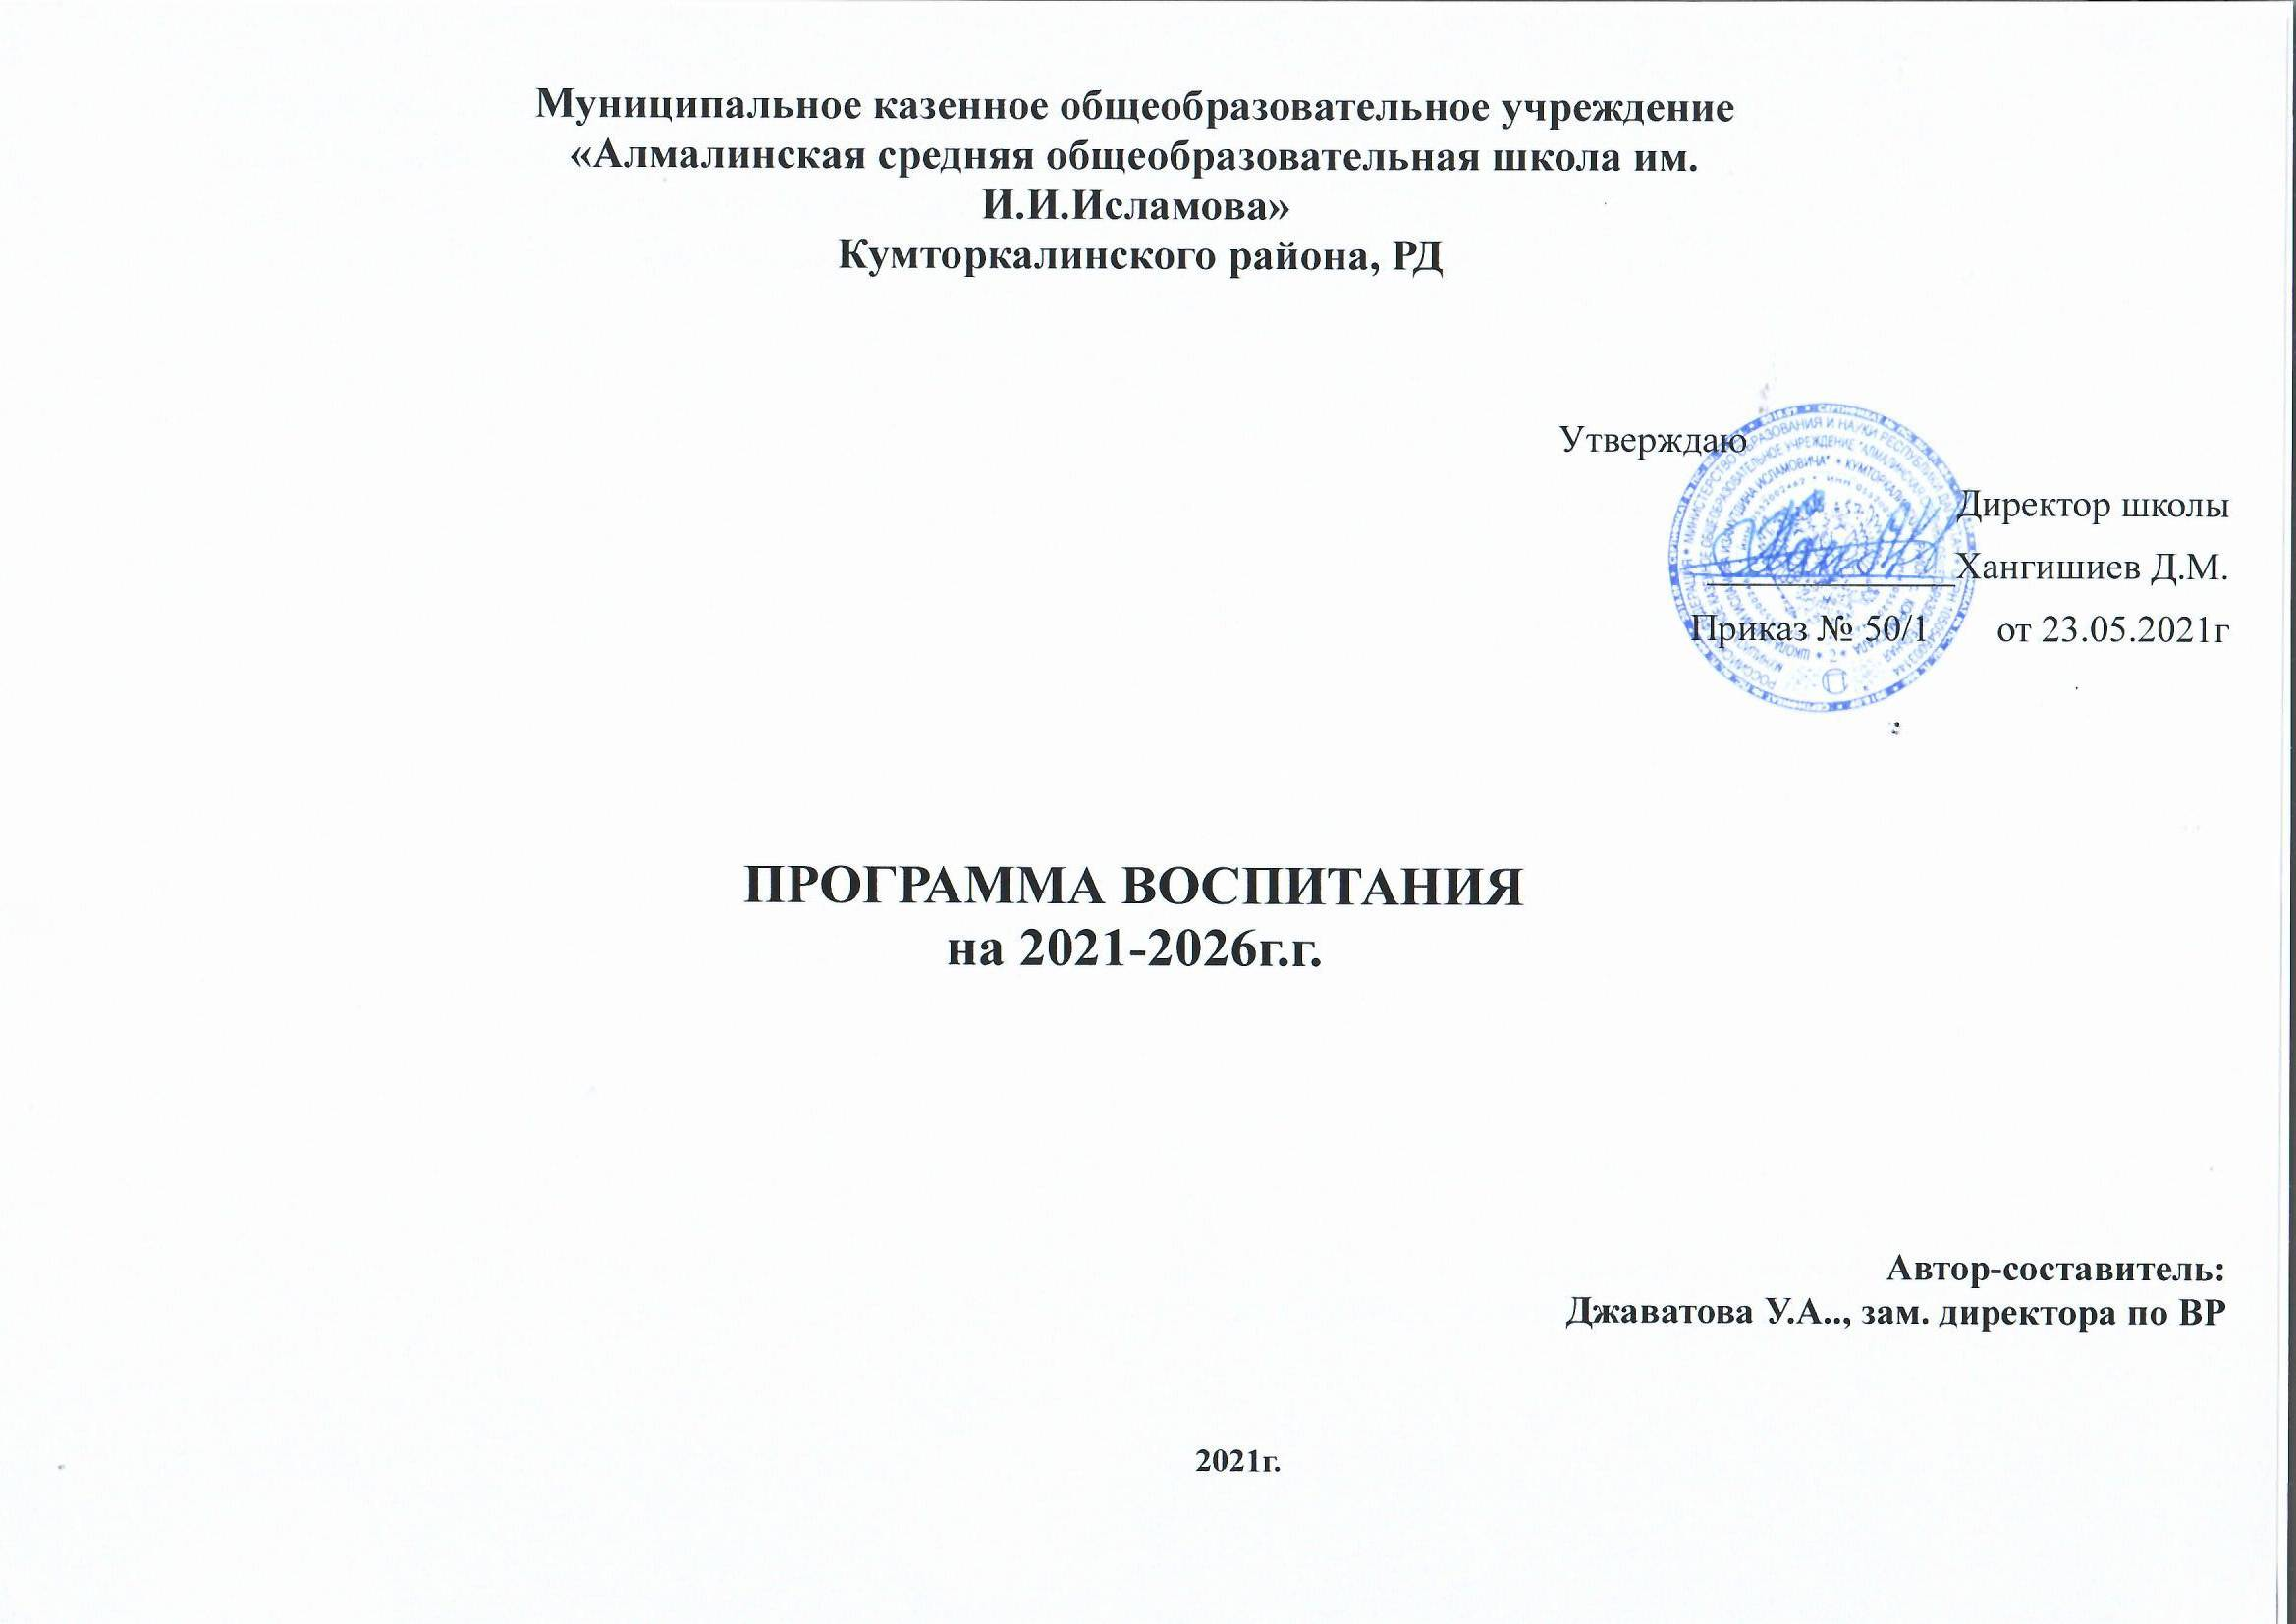 Муниципальное казенное общеобразовательное учреждение
«Алмалинская средняя общеобразовательная школа им.
И.И.Исламова»
Кумторкалинского района, РД
Утверждаю
Директор школы
Хангишиев Д.М.
Приказ № 50/1 от 23.05.2021г
ПРОГРАММА ВОСПИТАНИЯ
на 2021-2026г.г.
Автор-составитель:
Джаватова У.А.., зам. директора по ВР
2021г.